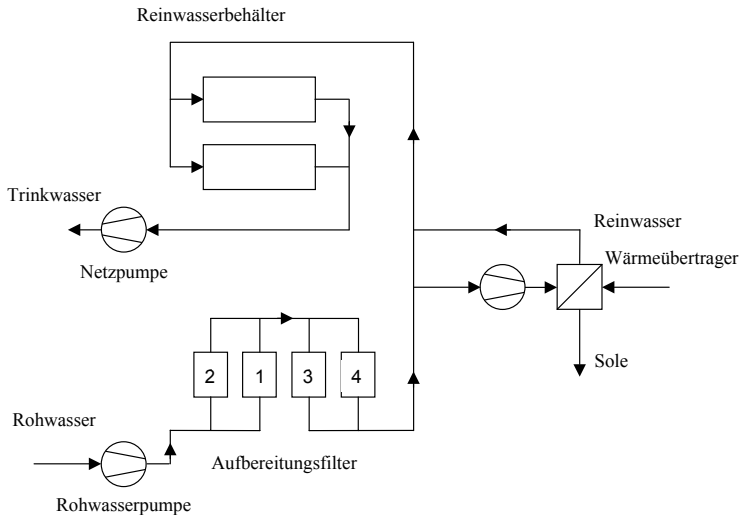 Reinwasserbehälter
Trinkwasser
Netzpumpe
Reinwasser
Wärmeübertrager
Sole
2 1 3 4
Rohwasser
Aufbereitungsfilter
Rohwasserpumpe